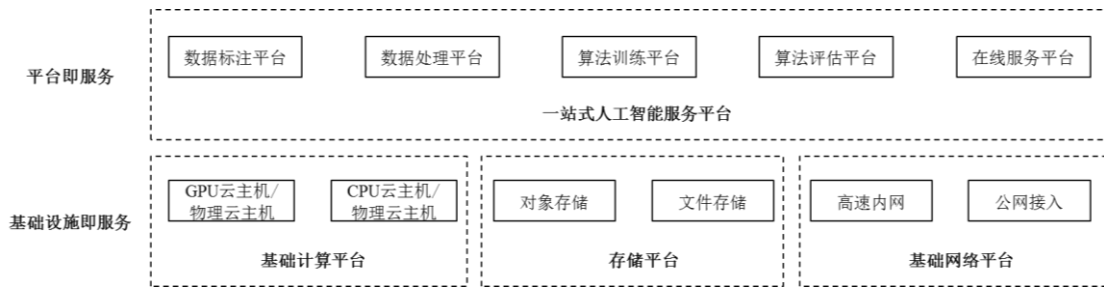 数据标注平台
数据处理平台
算法训练平台
算法评估平台
在线服务平台
平台即服务
一站式人工智能服务平台
GPU云主机/
物理云主机
CPU云主机/
物理云主机
对象存储
文件存储
高速内网
公网接入
基础设施即服务
基础计算平台
存储平台
基础网络平台